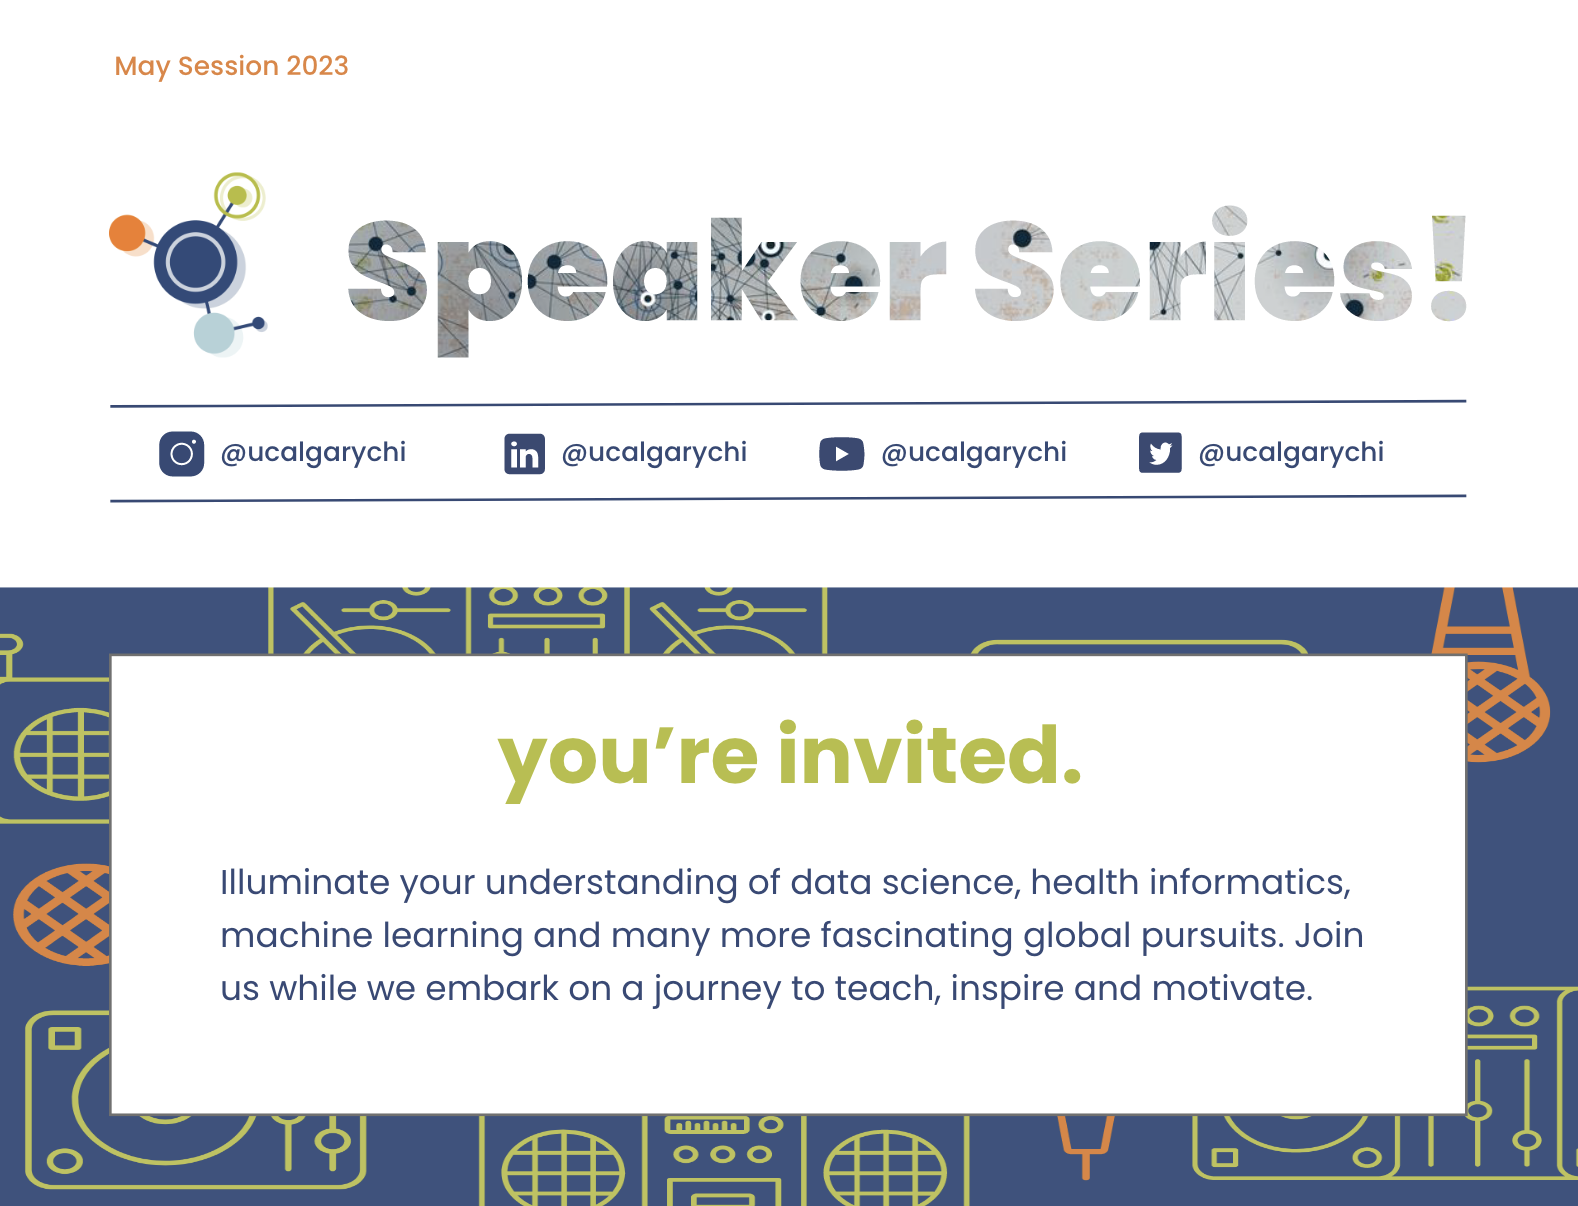 May Session 2023
Speaker Series!
@ucalgarychi @ucalgarychi @ucalgarychi @ucalgarychi
you’re invited.
Illuminate your understanding of data science, health informatics,
machine learning and many more fascinating global pursuits. Join
us while we embark on a journey to teach, inspire and motivate.